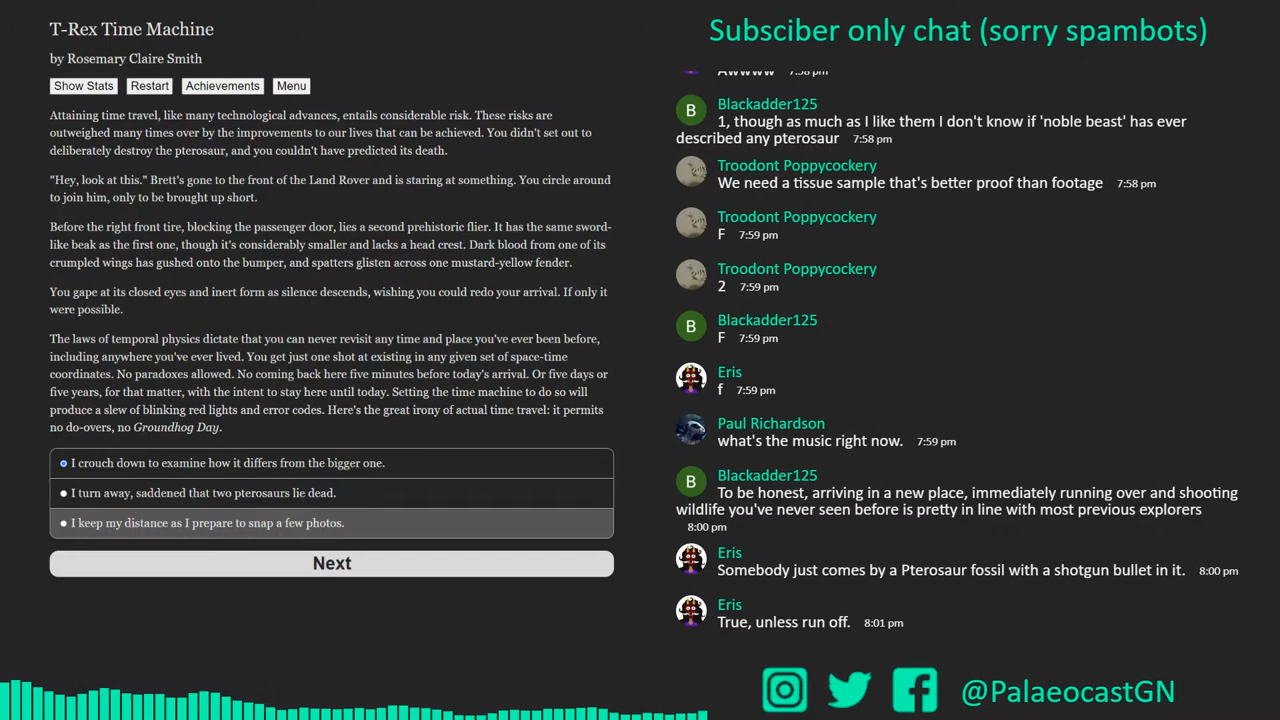 T-Rex Time Machine
by Rosemary Claire Smith
Show Stats Restart Achievements Menu
Attaining time travel, like many technological advances, entails considerable risk. These risks are
outweighed many times over by the improvements to our lives that can be achieved. You didn't set out to
deliberately destroy the pterosaur, and you couldn't have predicted its death.
"Hey, look at this." Brett's gone to the front of the Land Rover and is staring at something. You circle around
to join him, only to be brought up short.
Before the right front tire, blocking the passenger door, lies a second prehistoric flier. It has the same sword-
like beak as the first one, though it's considerably smaller and lacks a head crest. Dark blood from one of its
crumpled wings has gushed onto the bumper, and spatters glisten across one mustard-yellow fender.
You gape at its closed eyes and inert form as silence descends, wishing you could redo your arrival. If only it
were possible.
The laws of temporal physics dictate that you can never revisit any time and place you've ever been before,
including anywhere you've ever lived. You get just one shot at existing in any given set of space-time
coordinates. No paradoxes allowed. No coming back here five minutes before today's arrival. Or five days or
five years, for that matter, with the intent to stay here until today. Setting the time machine to do so will
produce a slew of blinking red lights and error codes. Here's the great irony of actual time travel: it permits
no do-overs, no Groundhog Day.
I crouch down to examine how it differs from the bigger one.
I turn away, saddened that two pterosaurs lie dead.
I keep my distance as I prepare to snap a few photos.
Next
Subsciber only chat (sorry spambots)
Awwww 7:58 pm
B Blackadder125
1, though as much as I like them I don't know if 'noble beast' has ever
described any pterosaur 7:58 pm
Troodont Poppycockery
We need a tissue sample that's better proof than footage 7:58 pm
Troodont Poppycockery
F 7:59 pm
Troodont Poppycockery
2 7:59 pm
B Blackadder125
F 7:59 pm
Eris
f 7:59 pm
Paul Richardson
what's the music right now. 7:59 pm
B Blackadder125
To be honest, arriving in a new place, immediately running over and shooting
wildlife you've never seen before is pretty in line with most previous explorers
8:00 pm
Eris
Somebody just comes by a Pterosaur fossil with a shotgun bullet in it. 8:00 pm
Eris
True, unless run off. 8:01 pm
@PalaeocastGN